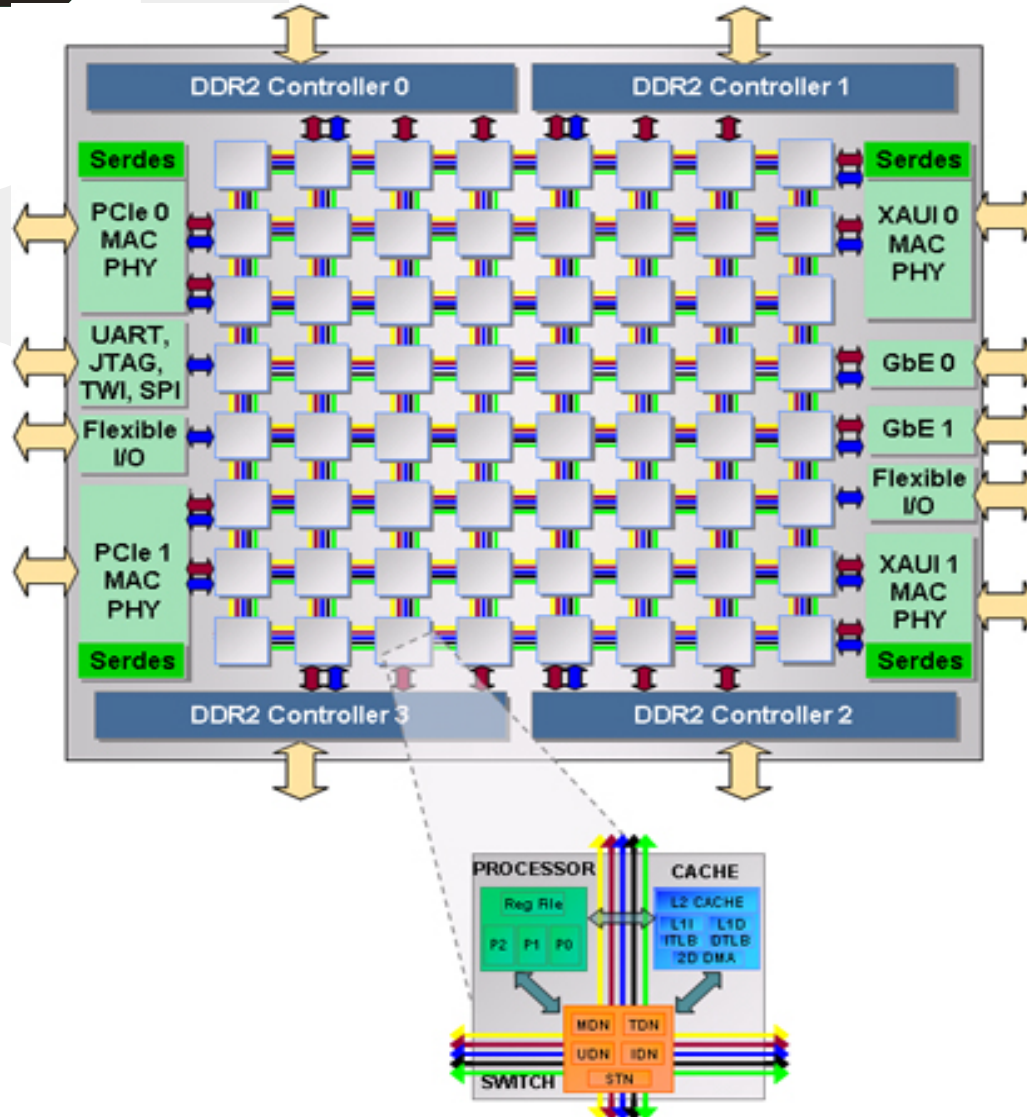 DDR2 Controller 0
DDR2 Controller 1
Serdes
PCIe 0
MAC
PHY
UART,
JTAG,
TWI, SPI
Flexible
I/O
PCIe 1
MAC
PHY
Serdes
Serdes
XAUI 0
MAC
PHY
GbE 0
GbE 1
Flexible
I/O
XAUI 1
MAC
PHY
Serdes
DDR2 Controller 3
DDR2 Controller 2
PROCESSOR
Reg File
P2 P1 P0
CACHE
L2 CACHE
L1I L1D
ITLB DTLB
2D DMA
MDN TDN
UDN IDN
STN
SWITCH